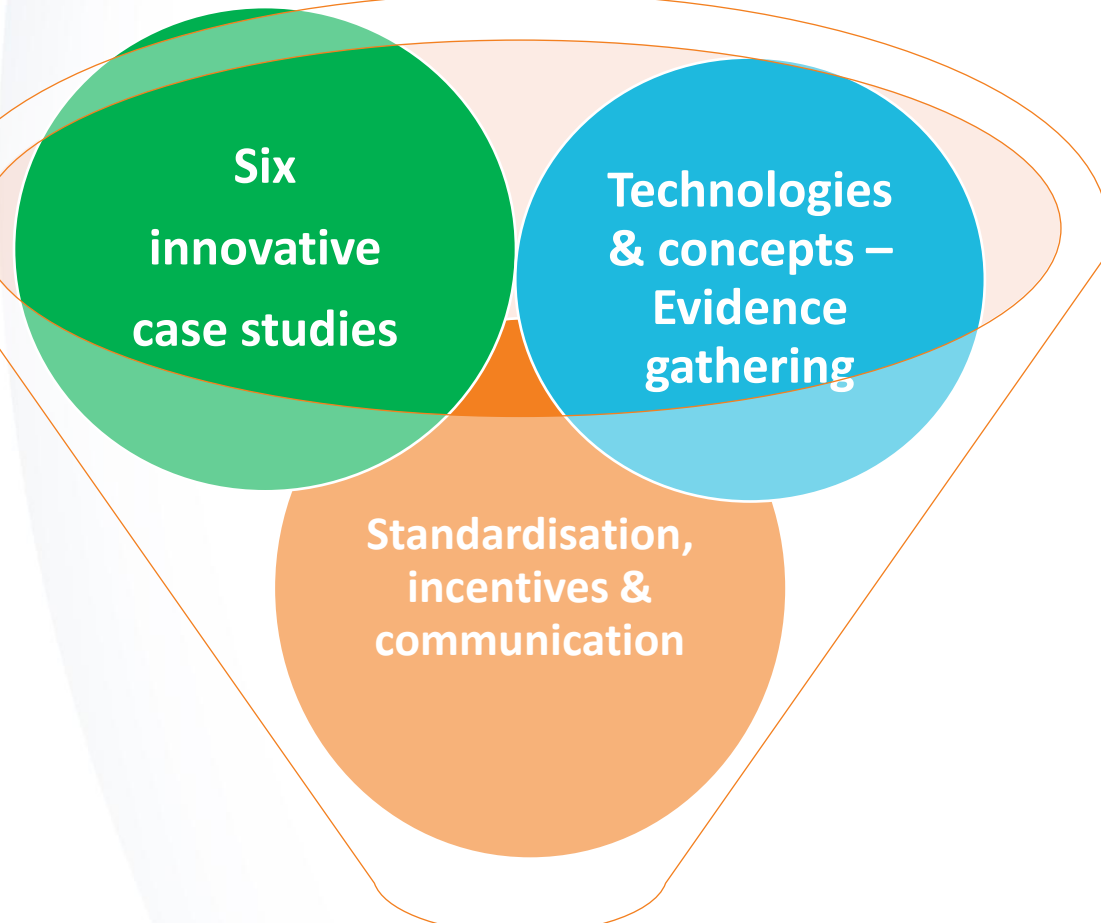 Six
innovative
case studies
Technologies
& concepts –
Evidence
gathering
Standardisation,
incentives &
communication